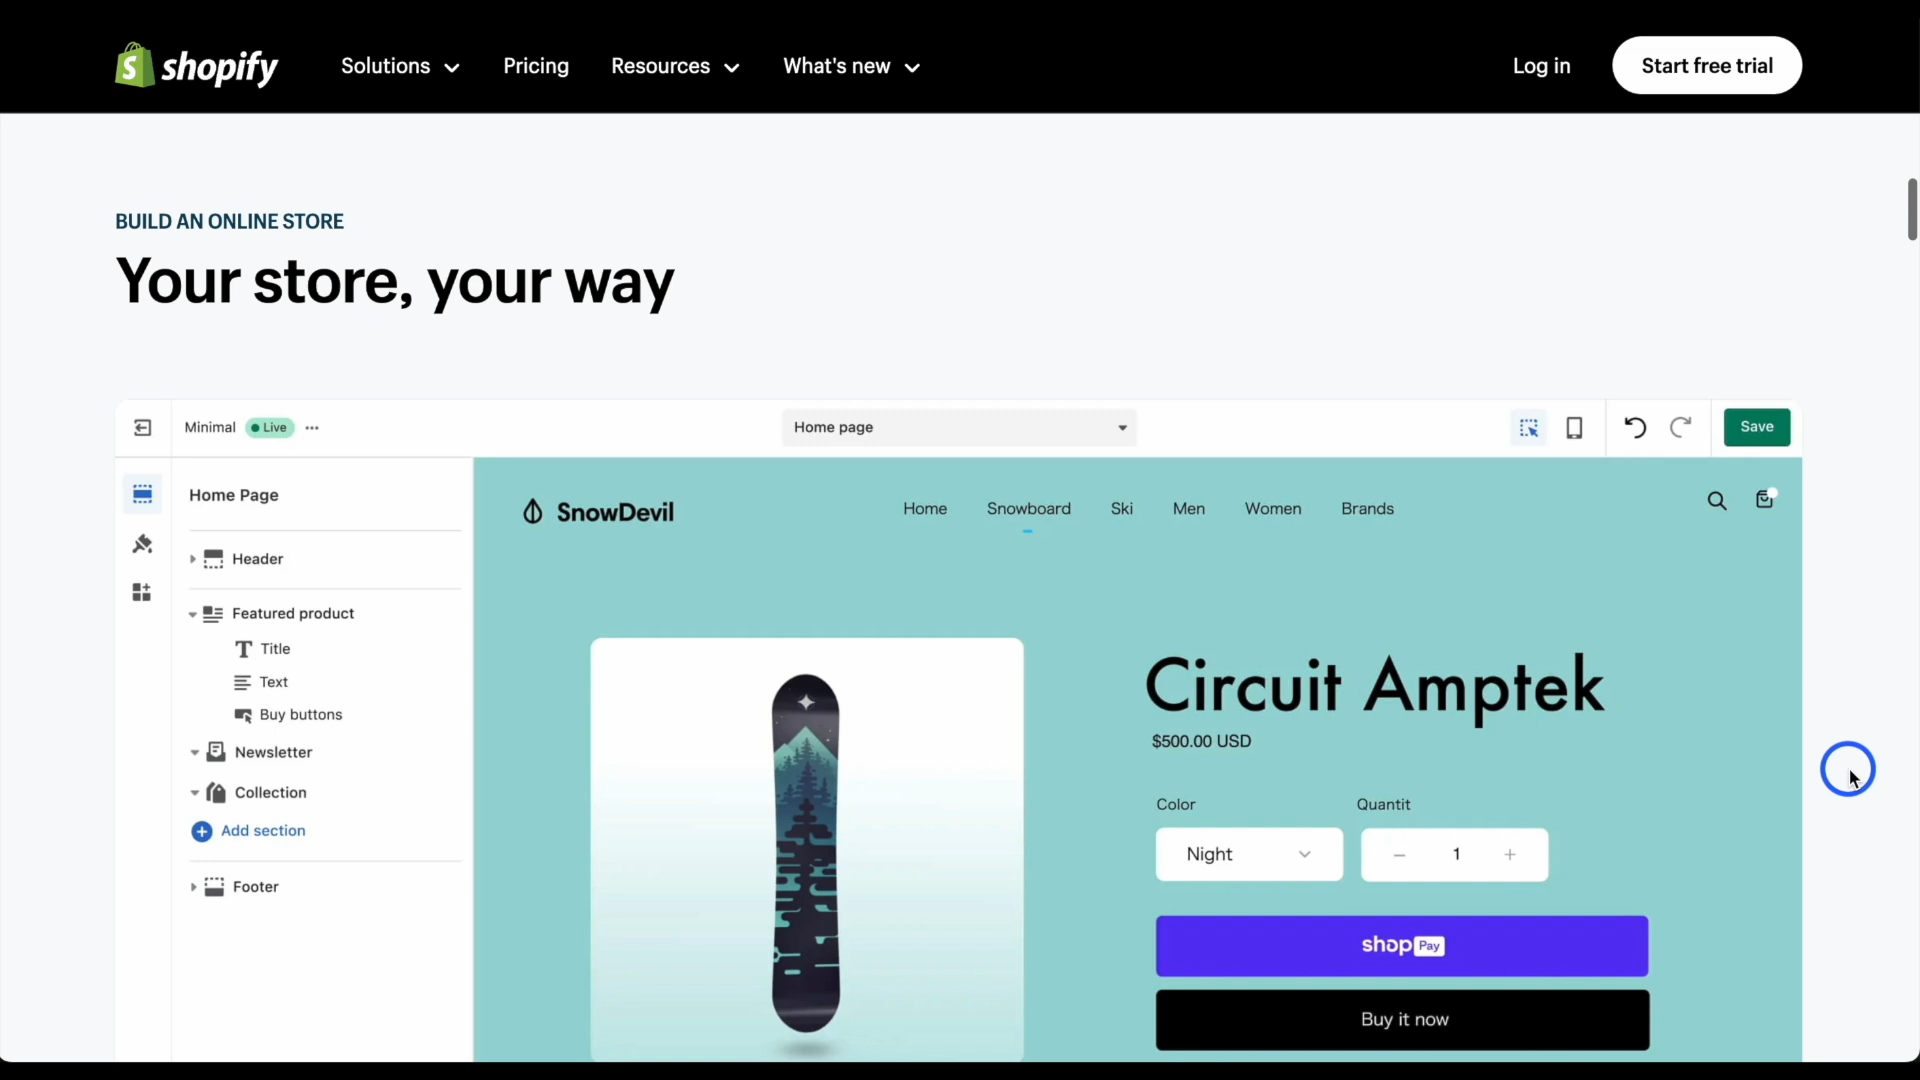 shopify Solutions Pricing Resources What's new Log in Start free trial
BUILD AN ONLINE STORE
Your store, your way
Minimal Live Home page Save
Home Page
Header
Featured product
Title
Text
Buy buttons
Newsletter
Collection
Add section
Footer
SnowDevil Home Snowboard Ski Men Women Brands
Circuit Amptek
$500.00 USD
Color Quantit
Night 1
shop Pay
Buy it now